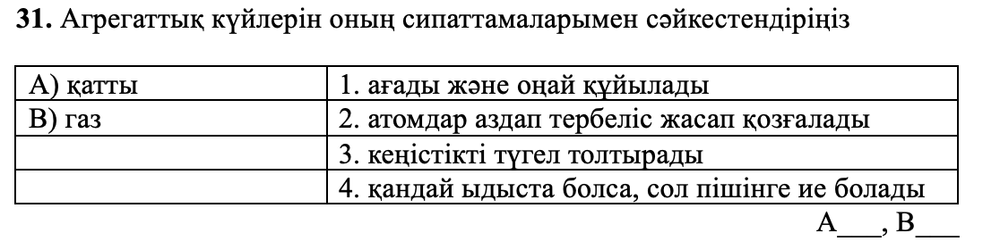 31. Агрегаттық күйлерін оның сипаттамаларымен сәйкестендіріңіз
А) қатты 1. ағады және оңай құйылады
В) газ 2. атомдар аздап тербеліс жасап қозғалады
3. кеңістікті түгел толтырады
4. қандай ыдыста болса, сол пішінге ие болады
А___, В___